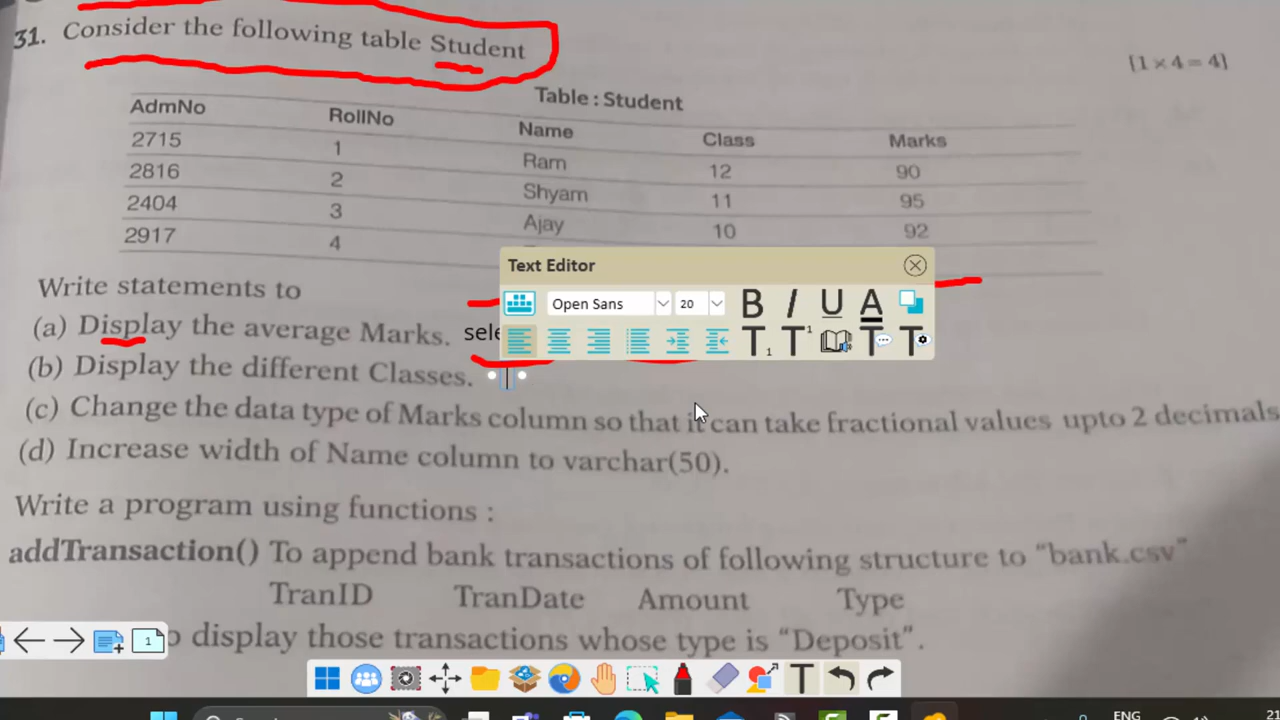 31. Consider the following table Student
[1 × 4 = 4]
Table : Student
AdmNo RollNo Name Class Marks
2715 1 Ram 12 90
2816 2 Shyam 11 95
2404 3 Ajay 10 92
2917 4
Text Editor
Open Sans 20 B I U A
Write statements to
(a) Display the average Marks. sele
(b) Display the different Classes.
(c) Change the data type of Marks column so that it can take fractional values upto 2 decimals
(d) Increase width of Name column to varchar(50).
Write a program using functions :
addTransaction() To append bank transactions of following structure to “bank.csv”
TranID TranDate Amount Type
1
o display those transactions whose type is “Deposit”.
ENG
21